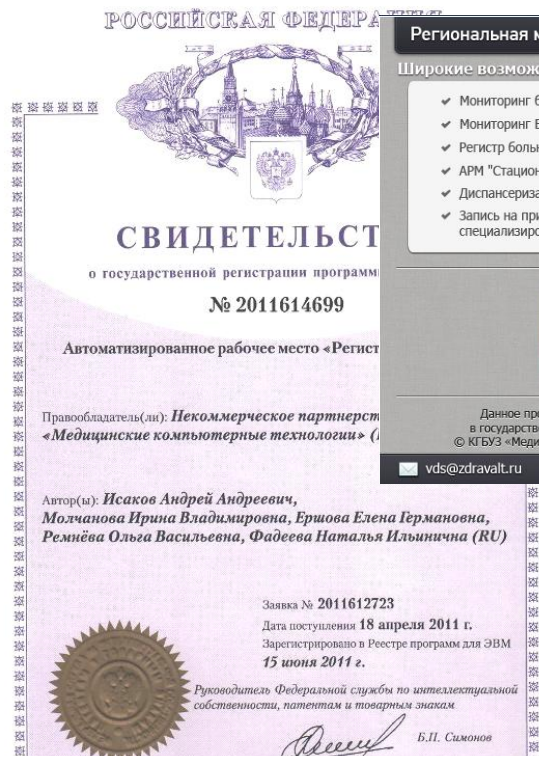 РОССИЙСКАЯ
СВИДЕТЕЛЬСТ
о государственной регистрации програм
№ 2011614699
Автоматизированное рабочее место «Регист
Правообладатель(ли): Некоммерческое партнерст
«Медицинские компьютерные технологии» (
Автор(ы): Исаков Андрей Андреевич,
Молчанова Ирина Владимировна, Ершова Елена Германовна,
Ремнёва Ольга Васильевна, Фадеева Наталья Ильинична (RU)
Заявка № 2011612723
Дата поступления 18 апреля 2011 г.
Зарегистрировано в Реестре программ для ЭВМ
15 июня 2011 г.
Руководитель Федеральной службы по интеллектуальной
собственности, патентам и товарным знакам
Б.П. Симонов
Региональная
Широкие возмож
Мониторинг
Мониторинг
Регистр боль
АРМ "Стацион
Диспансериза
Запись на при
специализиро
Данное про
в государств
© КГБУЗ «Меди
vds@zdravalt.ru